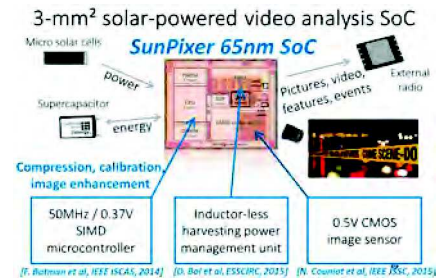 3-mm² solar-powered video analysis SoC
Micro solar cells
SunPixer 65nm SoC
power
Pictures, video,
features, events
External
radio
Supercapacitor
energy
Compression, calibration,
image enhancement
50MHz / 0.37V
SIMD
microcontroller
Inductor-less
harvesting power
management unit
0.5V CMOS
image sensor
[F. Botman et al, IEEE ISCAS, 2014]
[D. Bol et al, ESSCIRC, 2015]
[N. Couniot et al, IEEE JSSC, 2015]